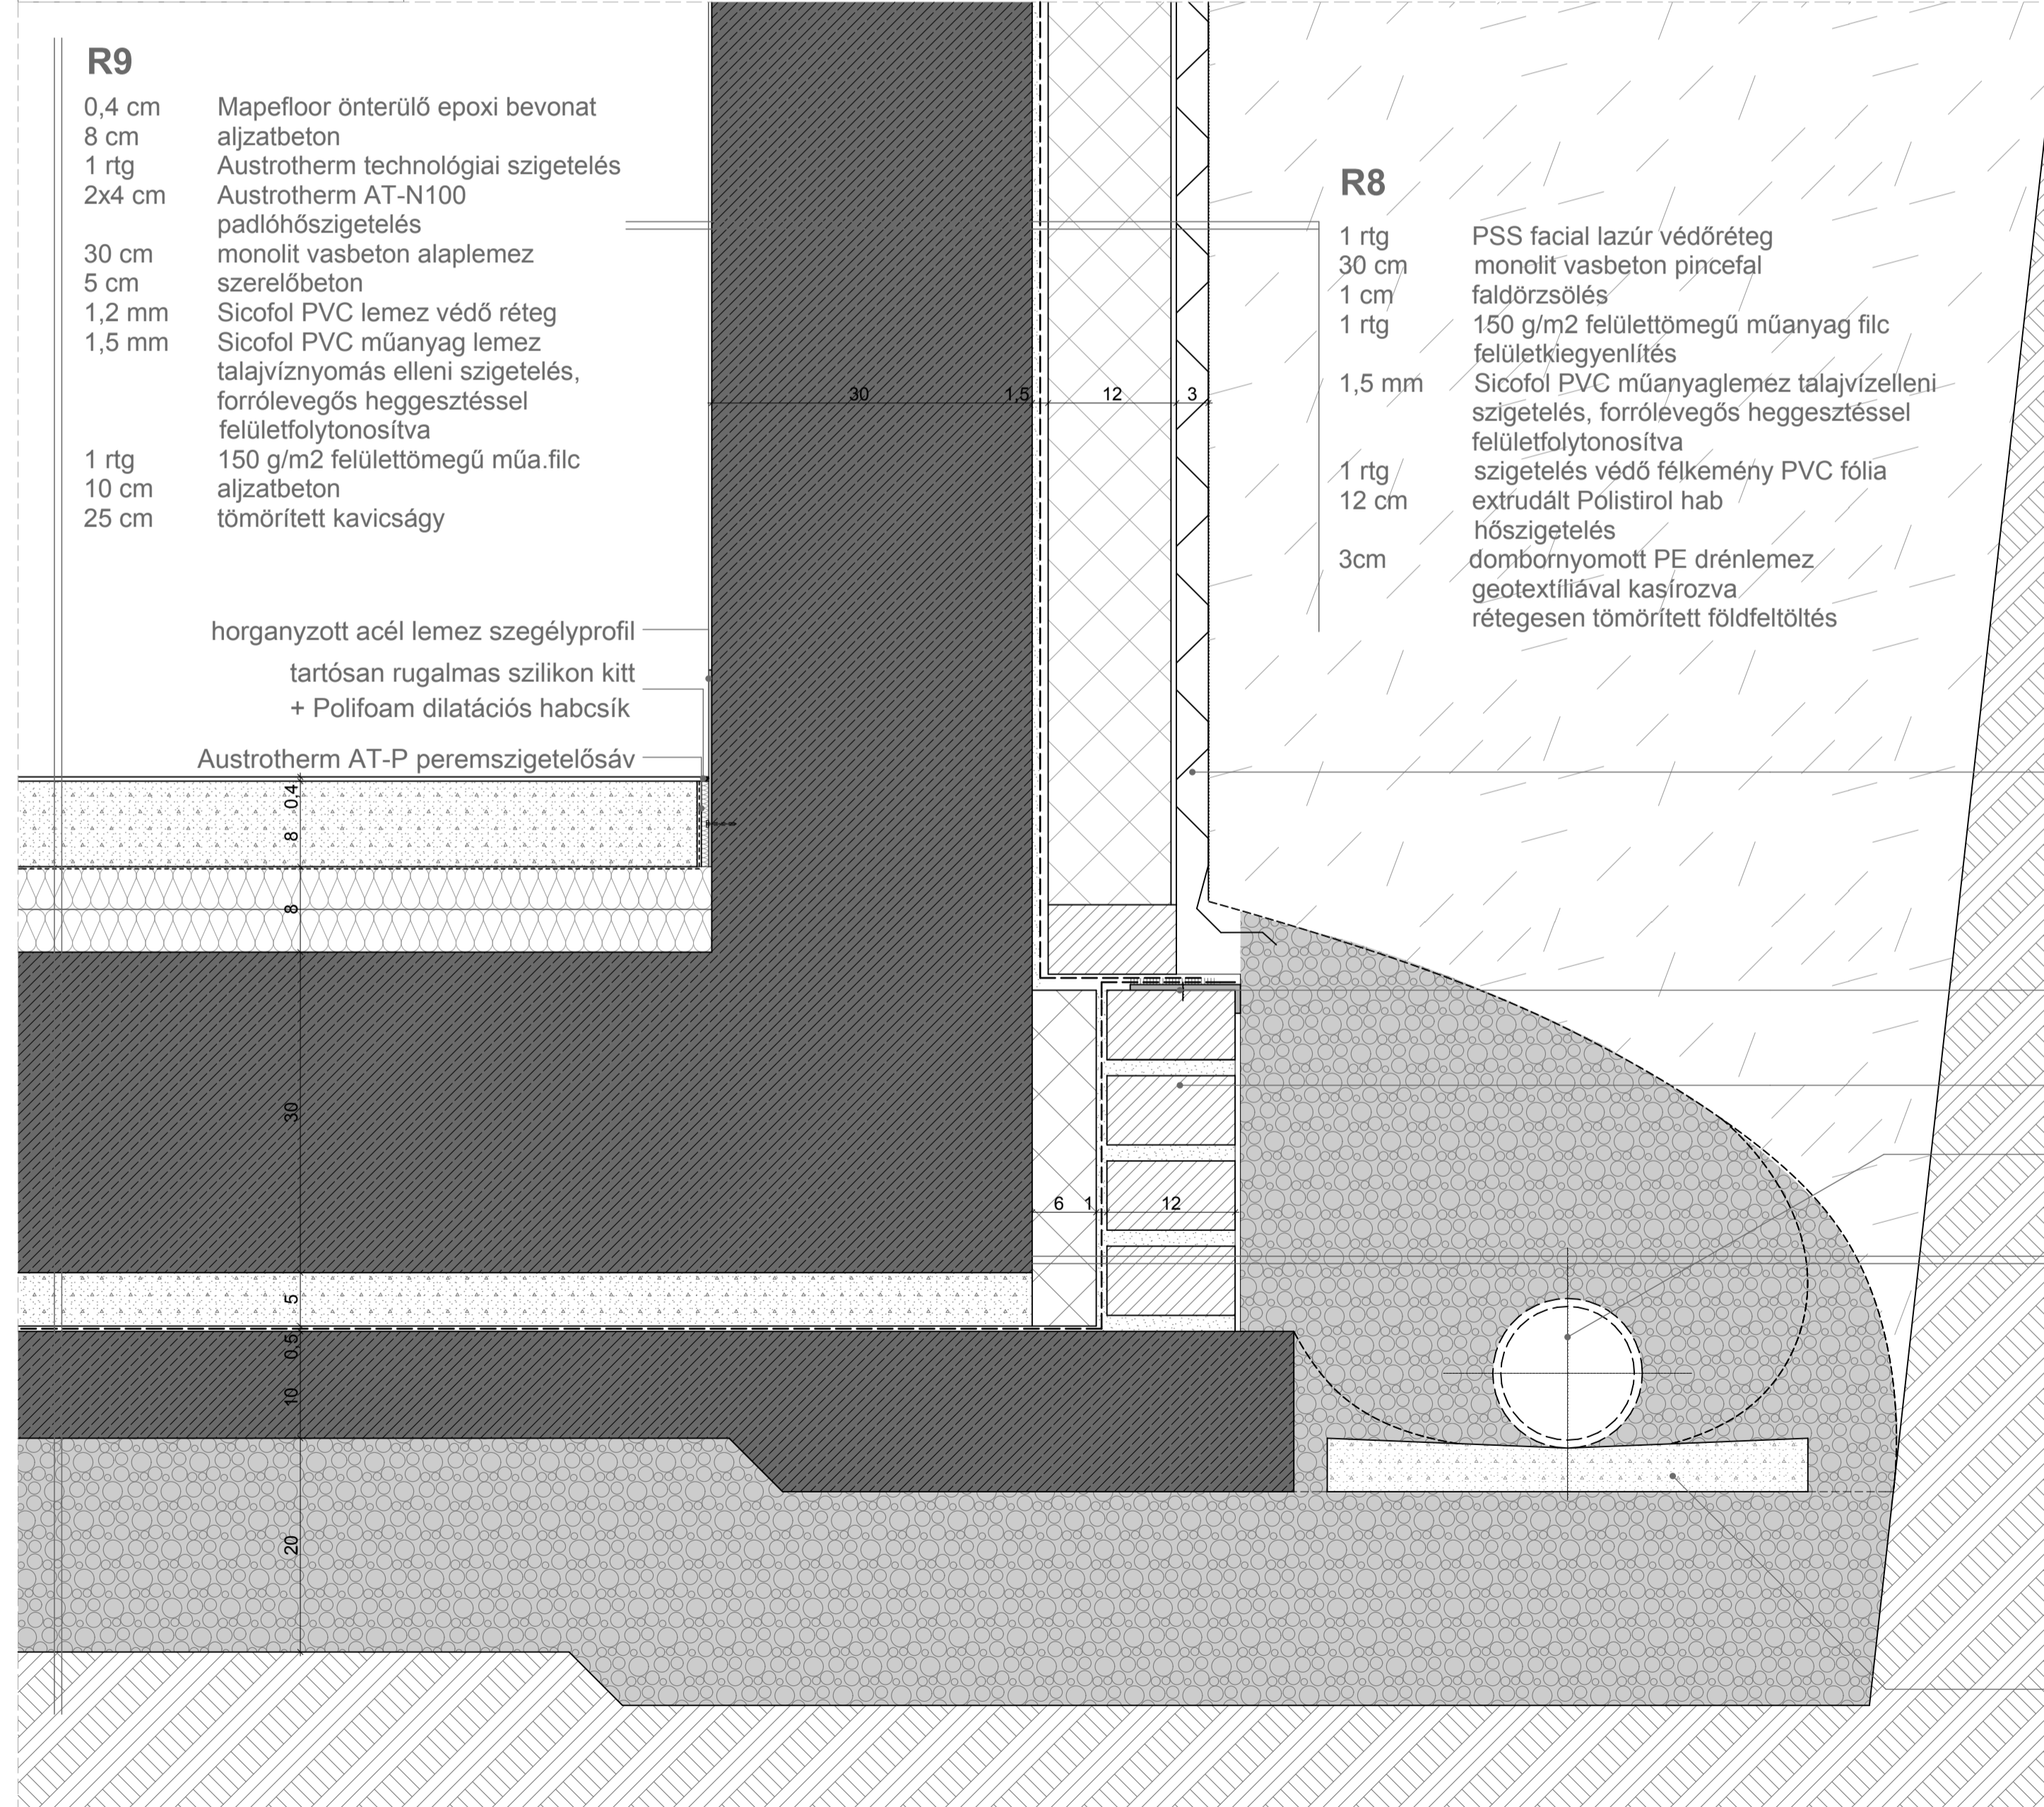 R9
0,4 cm Mapefloor önterülő epoxi bevonat
8 cm aljzatbeton
1 rtg Austrotherm technológiai szigetelés
2x4 cm Austrotherm AT-N100
padlóhőszigetelés
30 cm monolit vasbeton alaplemez
5 cm szerelőbeton
1,2 mm Sicofol PVC lemez védő réteg
1,5 mm Sicofol PVC műanyag lemez
talajvíznyomás elleni szigetelés,
forrólevegős heggesztéssel
felületfolytonosítva
1 rtg 150 g/m2 felülettömegű műa.filc
10 cm aljzatbeton
25 cm tömörített kavicságy
horganyzott acél lemez szegélyprofil
tartósan rugalmas szilikon kitt
+ Polifoam dilatációs habcsík
Austrotherm AT-P peremszigetelősáv
R8
1 rtg PSS facial lazúr védőréteg
30 cm monolit vasbeton pincefal
1 cm faldörzsölés
1 rtg 150 g/m2 felülettömegű műanyag filc
felületkiegyenlítés
1,5 mm Sicofol PVC műanyaglemez talajvízelleni
szigetelés, forrólevegős heggesztéssel
felületfolytonosítva
1 rtg szigetelés védő félkemény PVC fólia
12 cm extrudált Polistirol hab
hőszigetelés
3cm dombornyomott PE drénlemez
geotextíliával kasírozva
rétegesen tömörített földfeltöltés
30 1,5 12 3
0,4
8
8
30
5
0,5
10
20
6 1 12